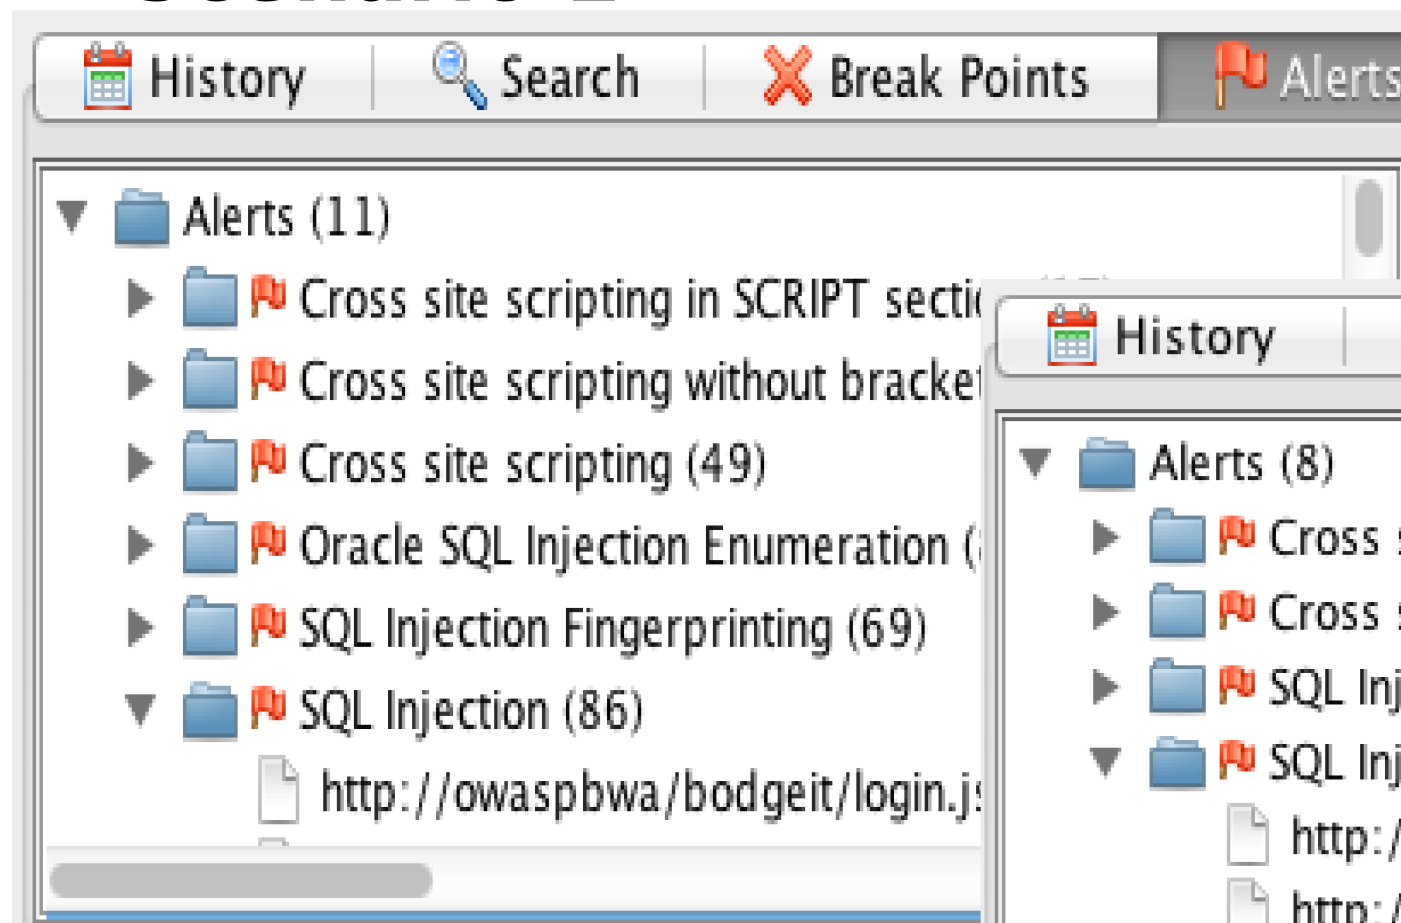 History Search Break Points Alerts
Alerts (11)
Cross site scripting in SCRIPT
Cross site scripting without
Cross site scripting (49)
Oracle SQL Injection Enumeration
SQL Injection Fingerprinting (69)
SQL Injection (86)
http://owaspbwa/bodgeit/login.js
History
Alerts (8)
Cross
Cross
SQL Inj
SQL Inj
http:/
http:/